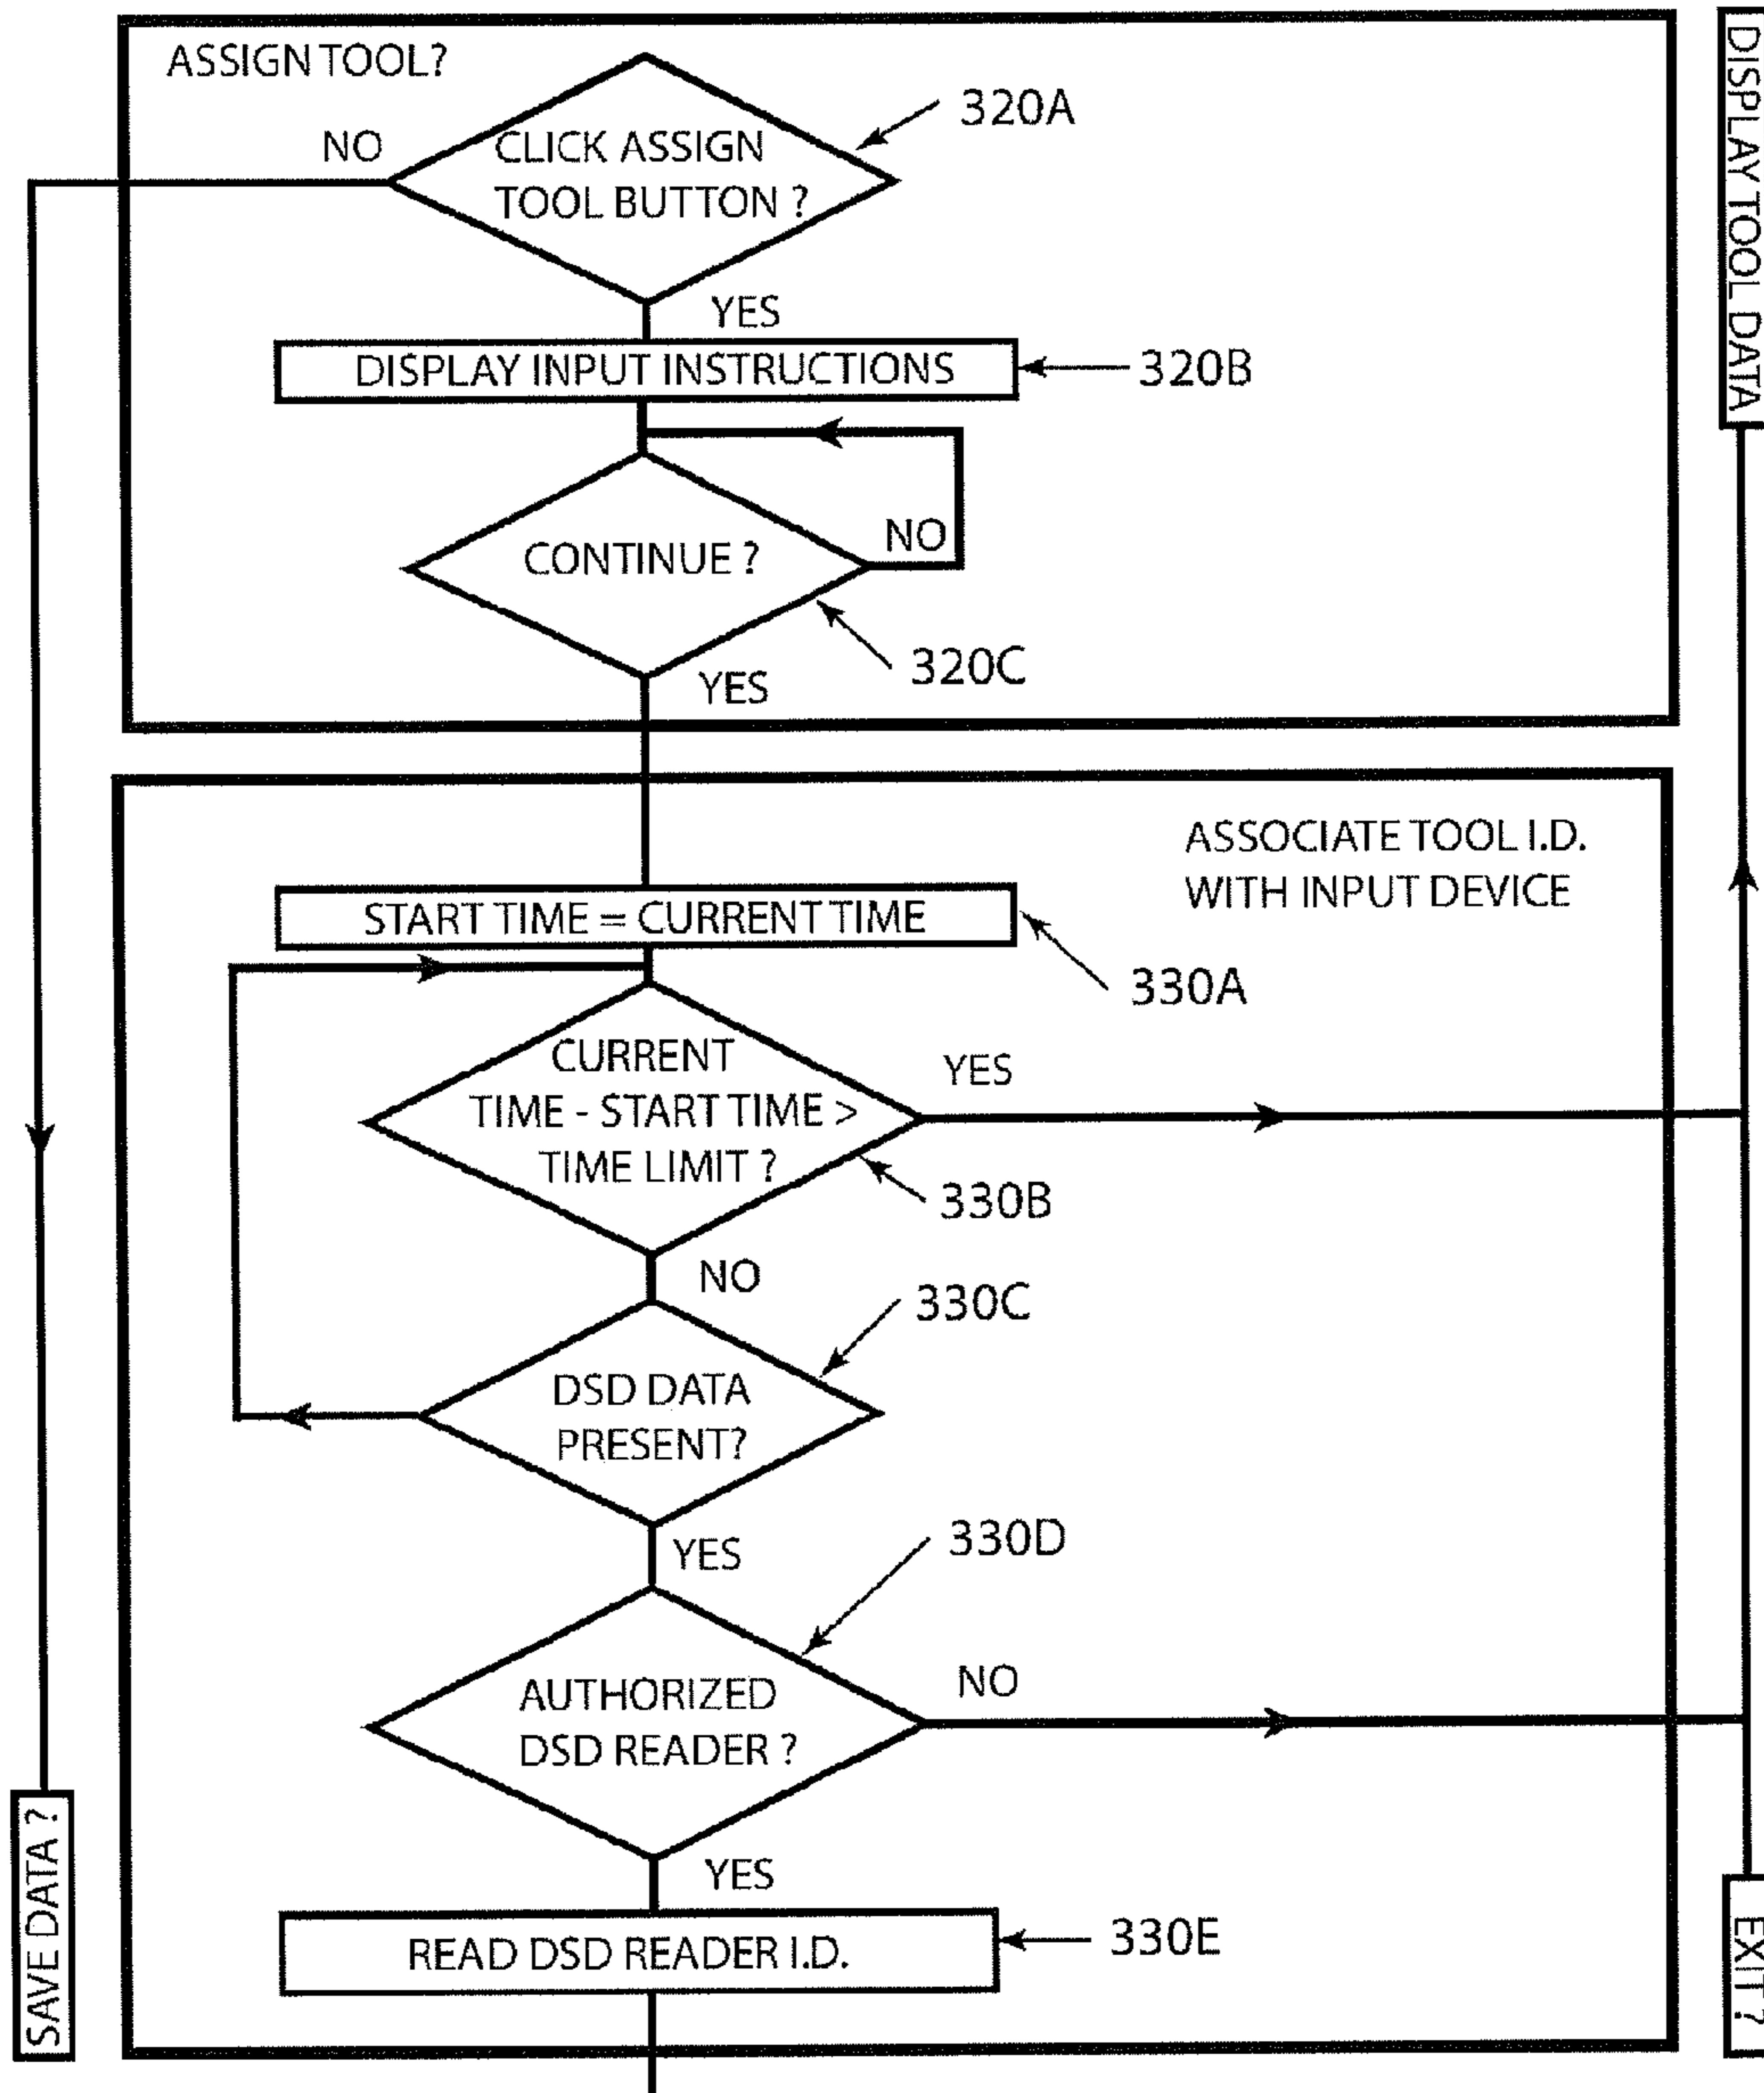 ASSIGN TOOL?
NO
CLICK ASSIGN
TOOL BUTTON ?
320A
YES
DISPLAY INPUT INSTRUCTIONS
320B
CONTINUE ?
NO
320C
YES
ASSOCIATE TOOL I.D.
WITH INPUT DEVICE
START TIME = CURRENT TIME
330A
CURRENT
TIME - START TIME >
TIME LIMIT ?
YES
330B
NO
330C
DSD DATA
PRESENT?
YES
330D
AUTHORIZED
DSD READER ?
NO
YES
READ DSD READER I.D.
330E
SAVE DATA ?
DISPLAY TOOL DATA
EXIT ?